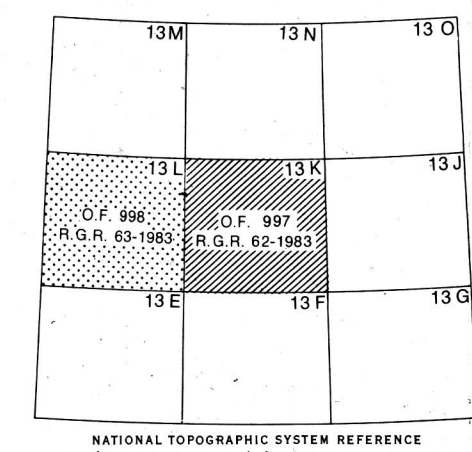 13 M 13 N 13 O
13 L 13 K 13 J
O.F. 998 O.F. 997
R.G.R. 63-1983 R.G.R. 62-1983
13 E 13 F 13 G
NATIONAL TOPOGRAPHIC SYSTEM REFERENCE